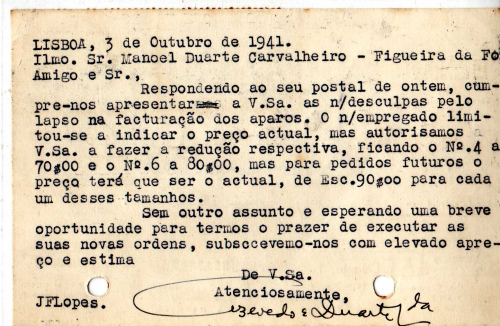 LISBOA, 3 de Outubro de 1941.
Ilmo. Sr. Manoel Duarte Carvalheiro - Figueira da Fo
Amigo e Sr.,
Respondendo ao seu postal de ontem, cum-
pre-nos apresentar a V.Sa. as n/desculpas pelo
lapso na facturação dos aparos. O n/empregado limi-
tou-se a indicar o preço actual, mas autorisamos a
V.Sa. a fazer a redução respectiva, ficando o Nº.4 a
70$00 e o Nº.6 a 80$00, mas para pedidos futuros o
preço terá que ser o actual, de Esc.90$00 para cada
um desses tamanhos.
Sem outro assunto e esperando uma breve
oportunidade para termos o prazer de executar as
suas novas ordens, subsccevemo-nos com elevado apre-
ço e estima
De V.Sa.
Atenciosamente,
JFLopes.
Azevedo & Duarte, Lda